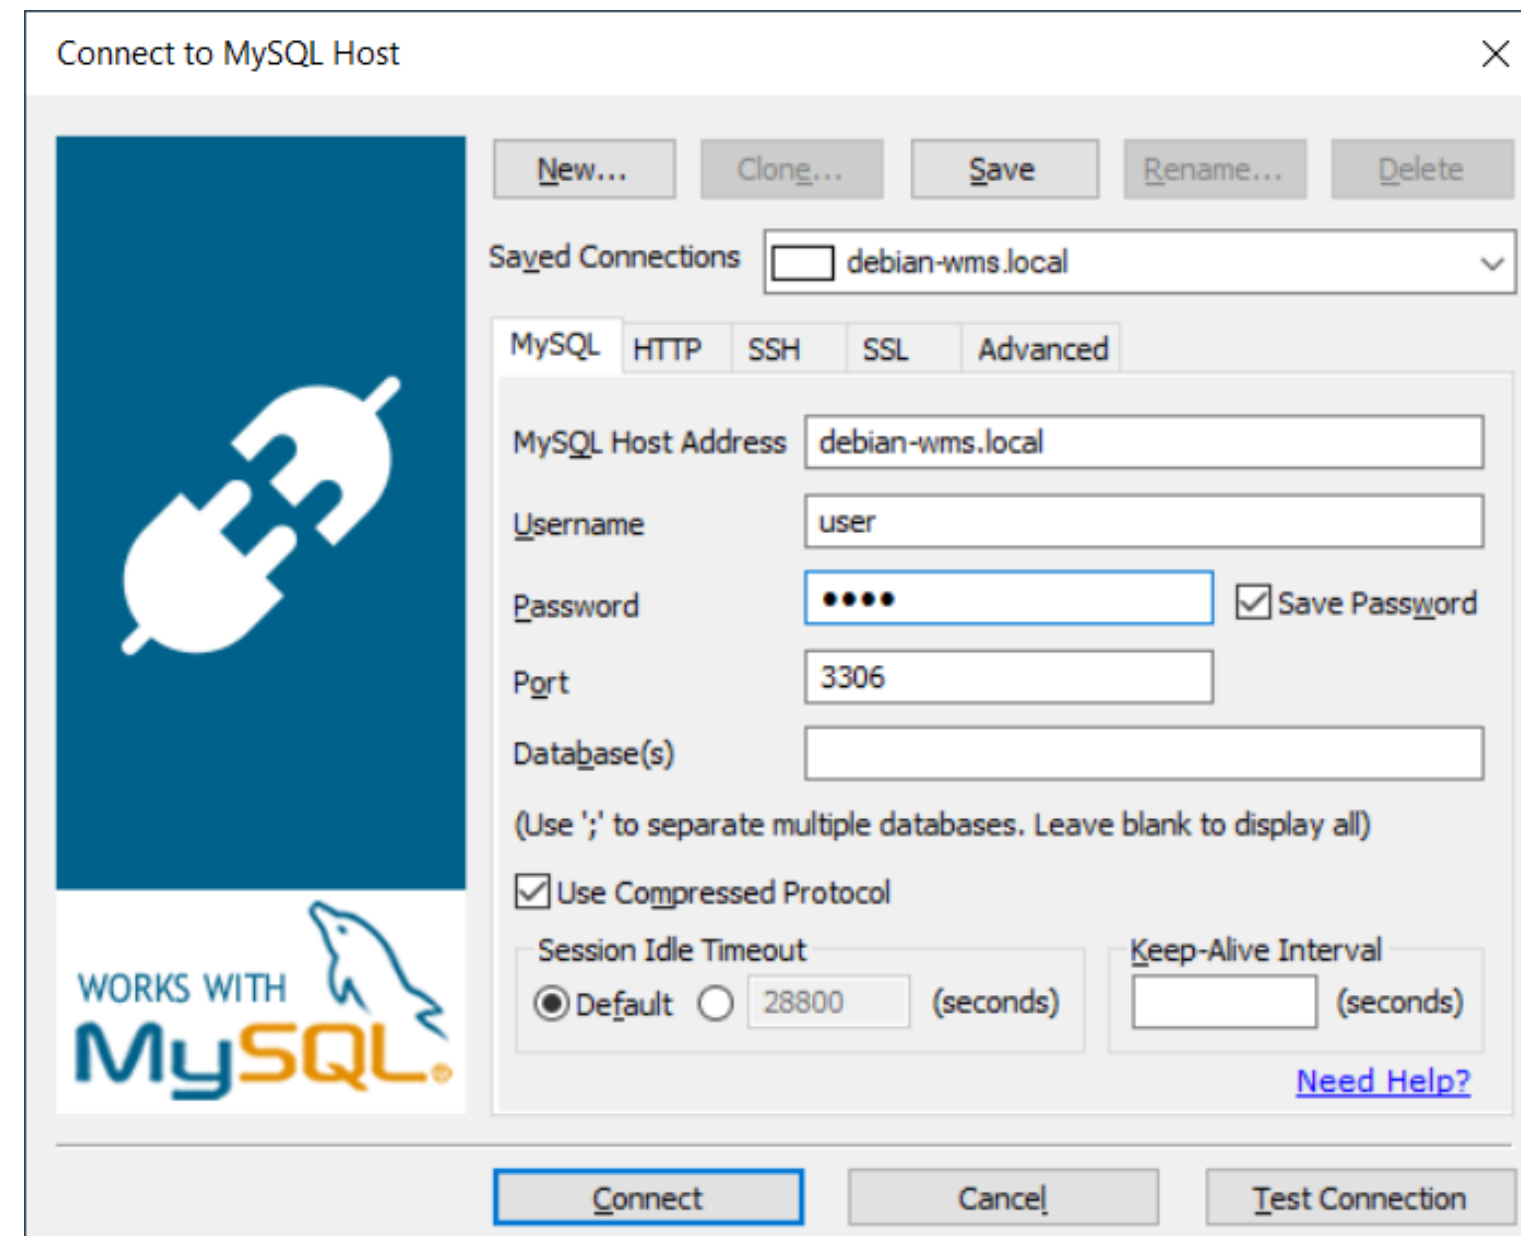 Connect to MySQL Host
New... Clone... Save Rename... Delete
Saved Connections debian-wms.local
MySQL HTTP SSH SSL Advanced
MySQL Host Address debian-wms.local
Username user
Password •••• Save Password
Port 3306
Database(s)
(Use ';' to separate multiple databases. Leave blank to display all)
Use Compressed Protocol
Session Idle Timeout Keep-Alive Interval
Default 28800 (seconds) (seconds)
Need Help?
WORKS WITH
MySQL
Connect Cancel Test Connection